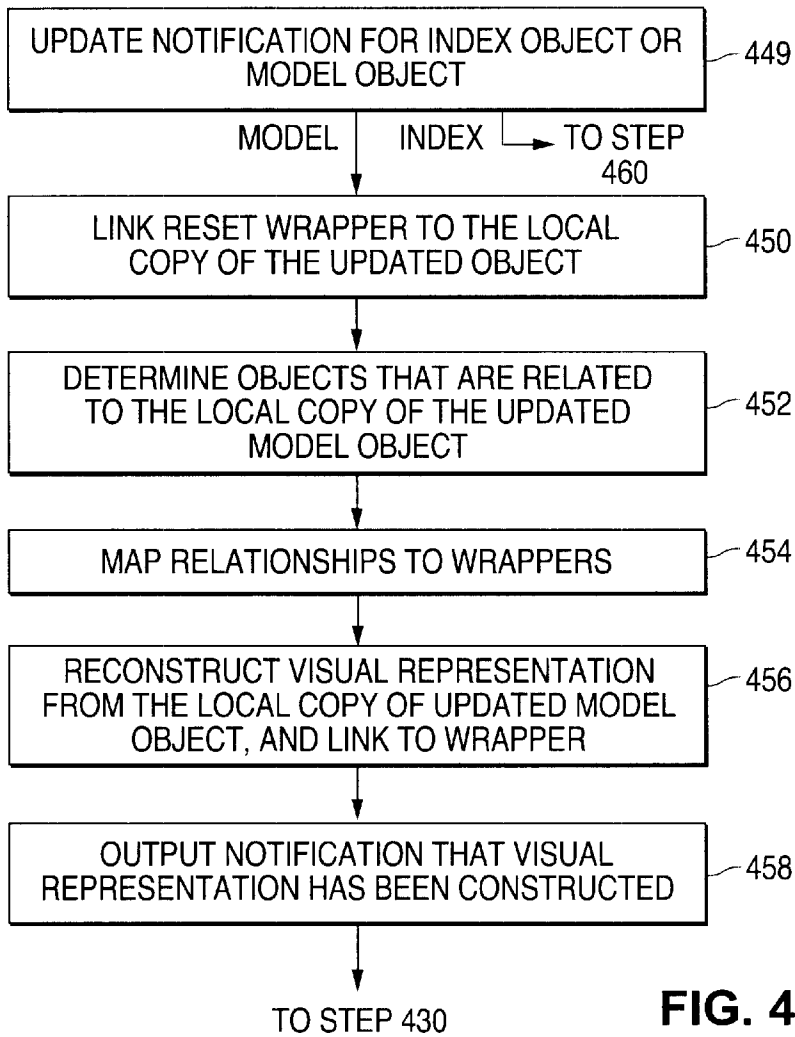 UPDATE NOTIFICATION FOR INDEX OBJECT OR
MODEL OBJECT
449
MODEL
INDEX
TO STEP
460
LINK RESET WRAPPER TO THE LOCAL
COPY OF THE UPDATED OBJECT
450
DETERMINE OBJECTS THAT ARE RELATED
TO THE LOCAL COPY OF THE UPDATED
MODEL OBJECT
452
MAP RELATIONSHIPS TO WRAPPERS
454
RECONSTRUCT VISUAL REPRESENTATION
FROM THE LOCAL COPY OF UPDATED MODEL
OBJECT, AND LINK TO WRAPPER
456
OUTPUT NOTIFICATION THAT VISUAL
REPRESENTATION HAS BEEN CONSTRUCTED
458
TO STEP 430
FIG. 4